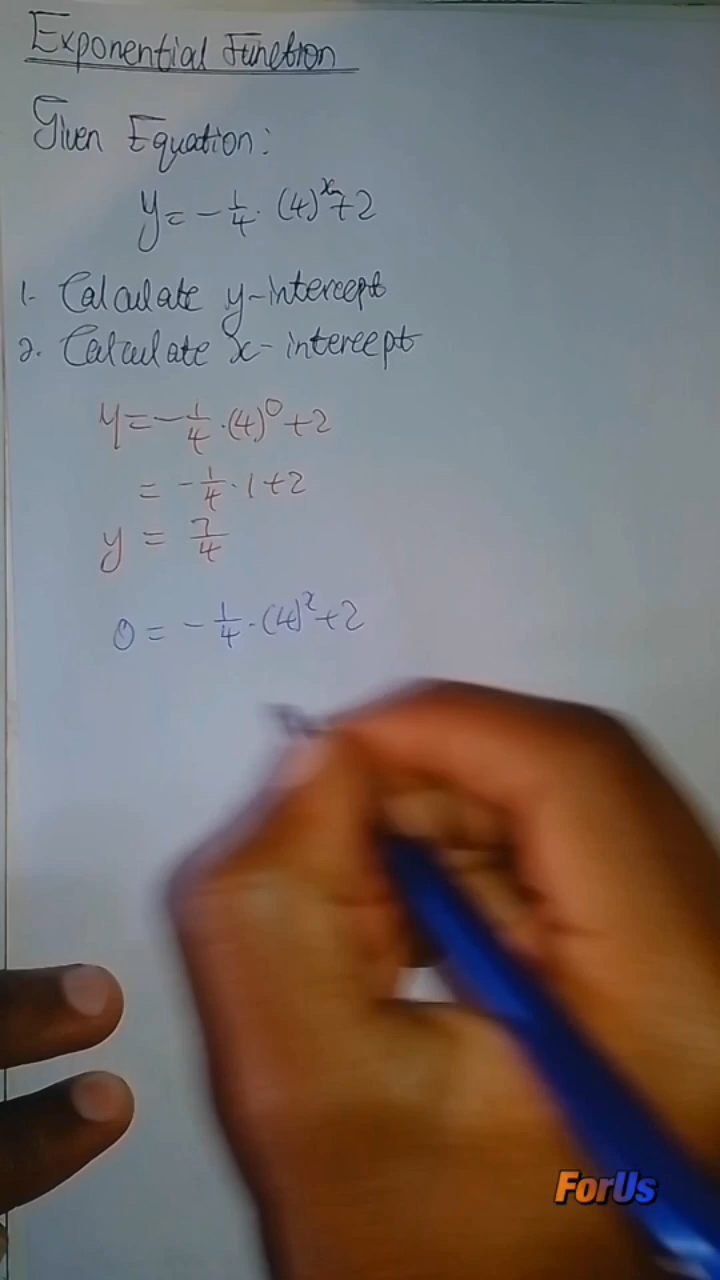 Exponential Function
Given Equation:
y = -1/4 · (4)^x + 2
1. Calculate y-intercept
2. Calculate x-intercept
y = -1/4 · (4)^0 + 2
= -1/4 · 1 + 2
y = 7/4
0 = -1/4 · (4)^x + 2
ForUs